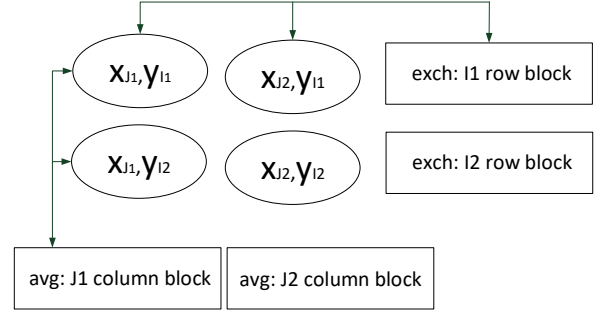 xJ1,yI1
xJ2,yI1
exch: I1 row block
xJ1,yI2
xJ2,yI2
exch: I2 row block
avg: J1 column block
avg: J2 column block